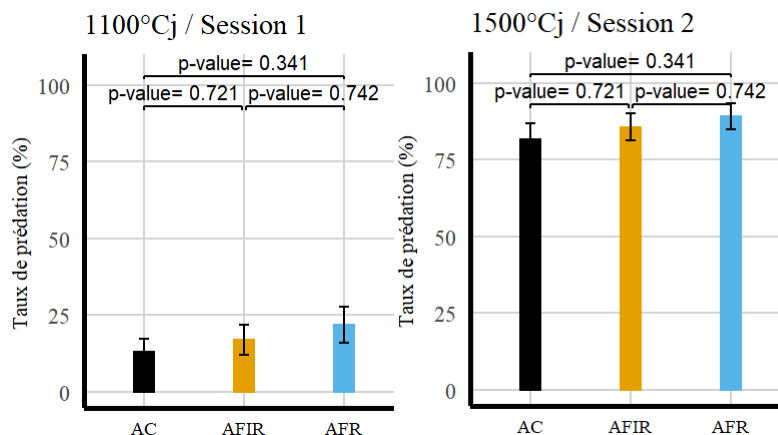 1100°Cj / Session 1
p-value= 0.341
p-value= 0.721
p-value= 0.742
Taux de prédation (%)
100
75
50
25
0
AC
AFIR
AFR
1500°Cj / Session 2
p-value= 0.341
p-value= 0.721
p-value= 0.742
Taux de prédation (%)
100
75
50
25
0
AC
AFIR
AFR